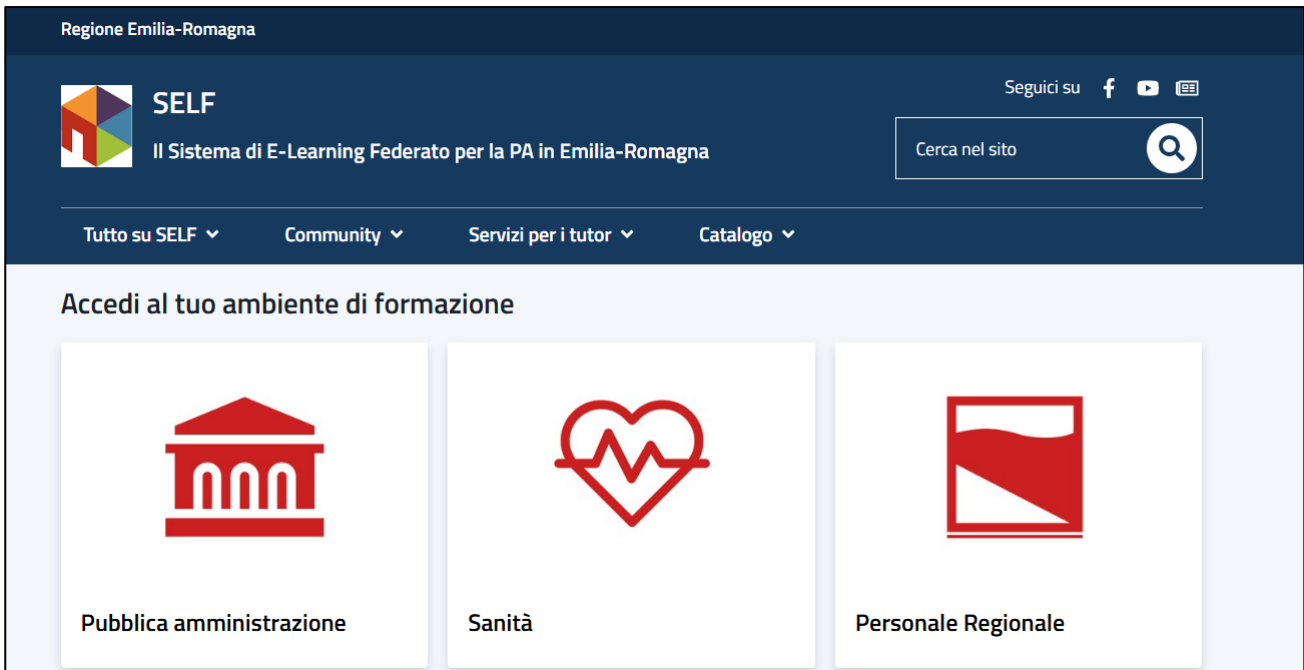 Regione Emilia-Romagna
SELF
Il Sistema di E-Learning Federato per la PA in Emilia-Romagna
Seguici su
Cerca nel sito
Tutto su SELF
Community
Servizi per i tutor
Catalogo
Accedi al tuo ambiente di formazione
Pubblica amministrazione
Sanità
Personale Regionale